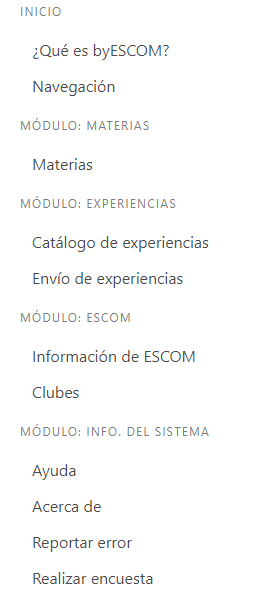 INICIO
¿Qué es byESCOM?
Navegación
MÓDULO: MATERIAS
Materias
MÓDULO: EXPERIENCIAS
Catálogo de experiencias
Envío de experiencias
MÓDULO: ESCOM
Información de ESCOM
Clubes
MÓDULO: INFO. DEL SISTEMA
Ayuda
Acerca de
Reportar error
Realizar encuesta